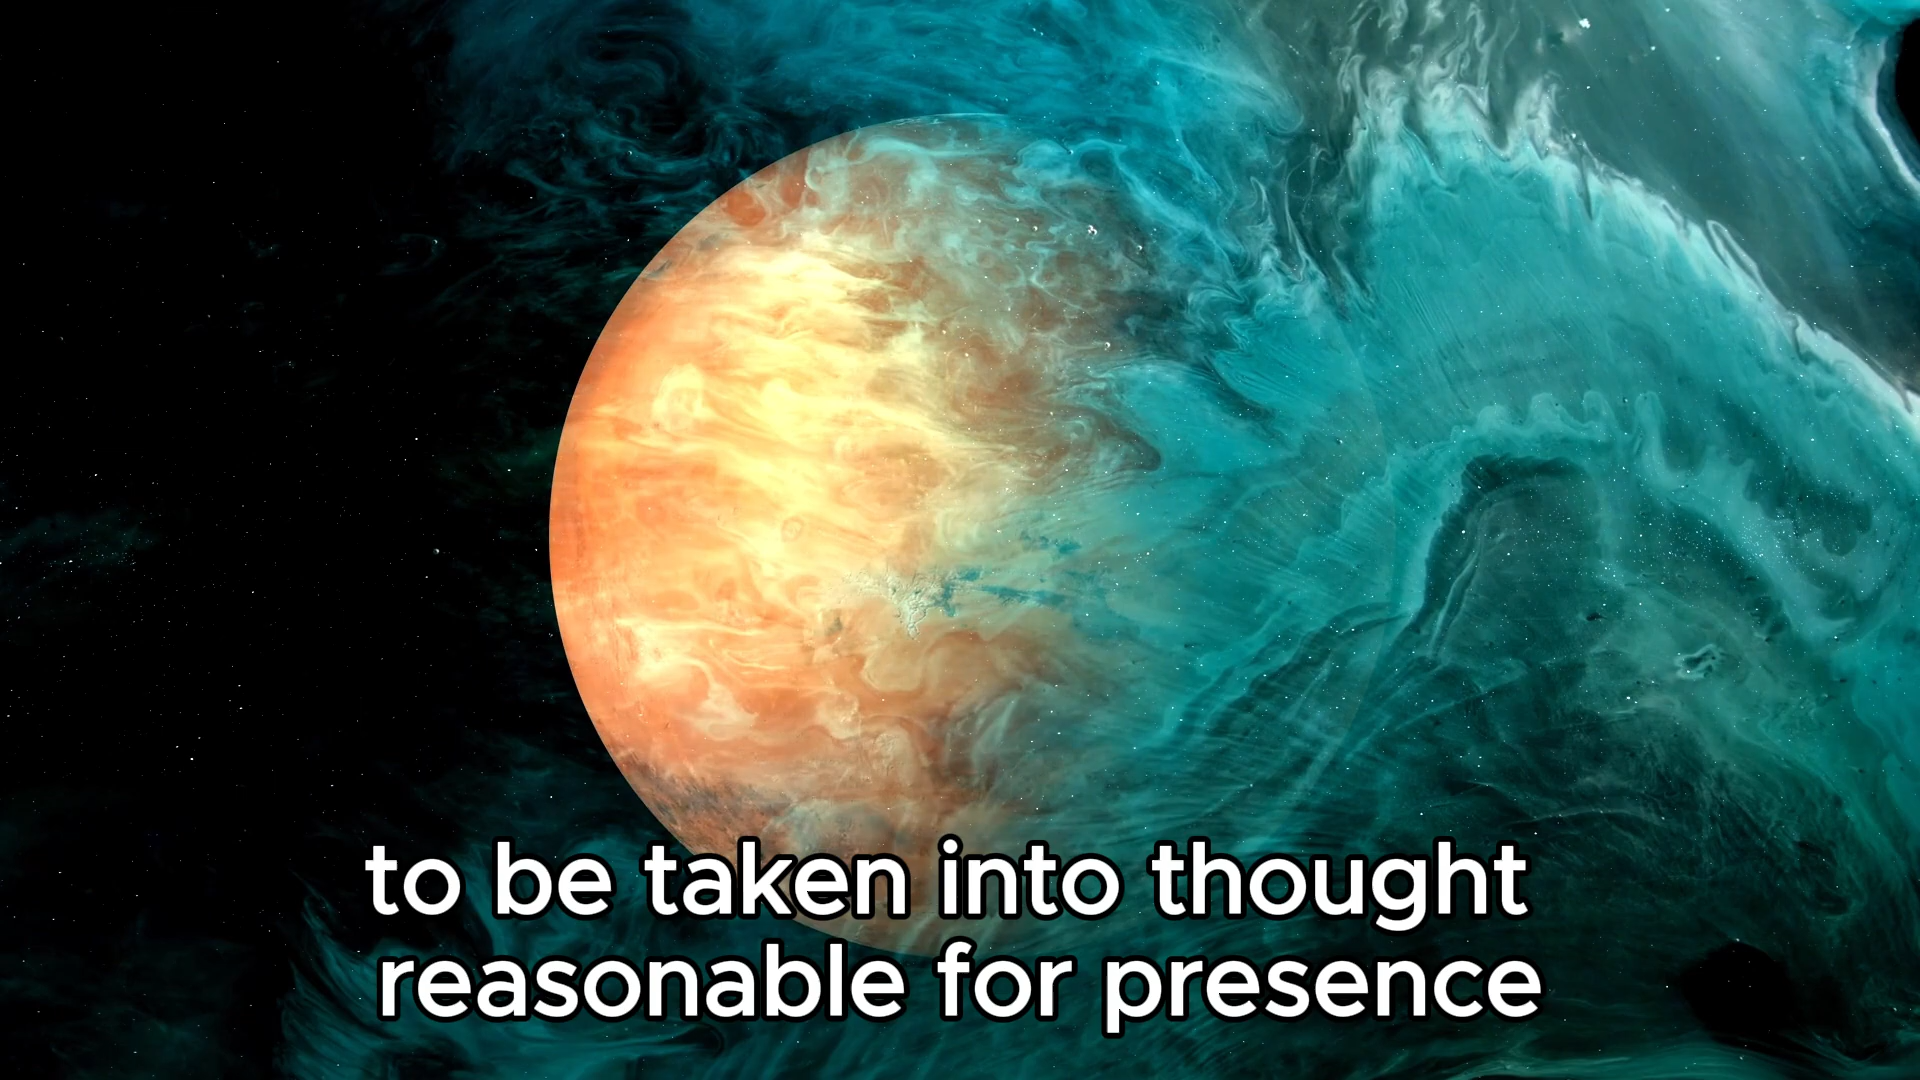 to be taken into thought
reasonable for presence